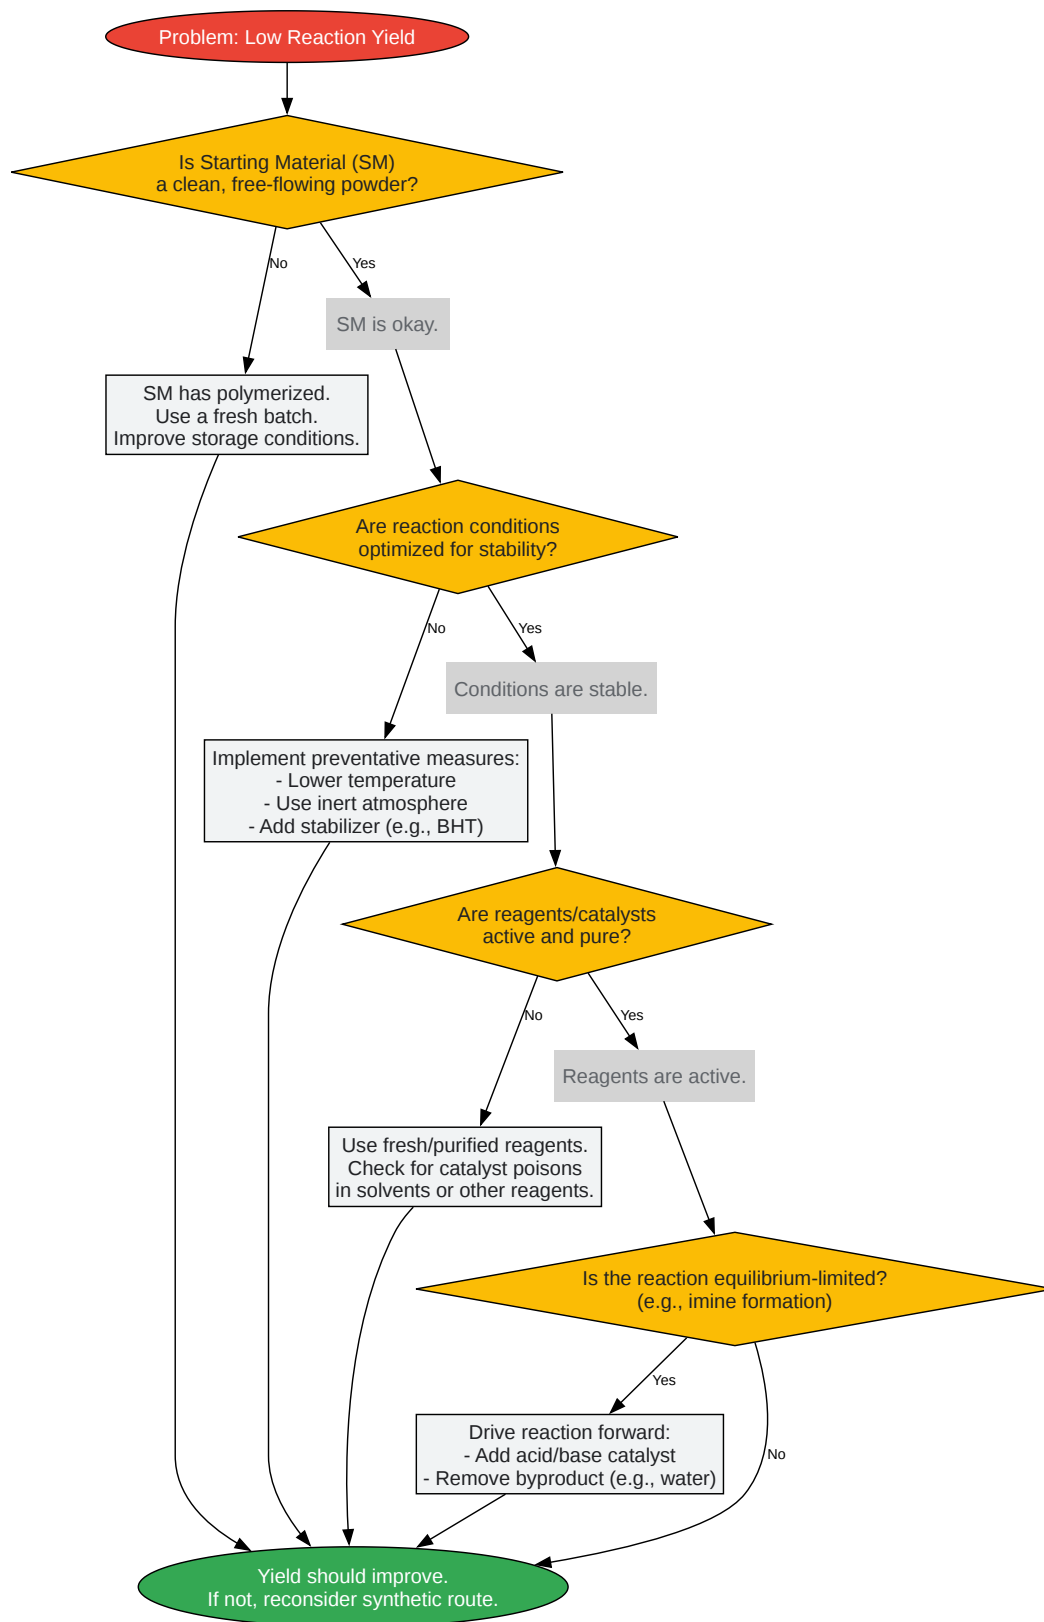 Problem: Low Reaction Yield
Is Starting Material (SM)
a clean, free-flowing powder?
No
Yes
SM is okay.
SM has polymerized.
Use a fresh batch.
Improve storage conditions.
Are reaction conditions
optimized for stability?
No
Yes
Conditions are stable.
Implement preventative measures:
- Lower temperature
- Use inert atmosphere
- Add stabilizer (e.g., BHT)
Are reagents/catalysts
active and pure?
No
Yes
Reagents are active.
Use fresh/purified reagents.
Check for catalyst poisons
in solvents or other reagents.
Is the reaction equilibrium-limited?
(e.g., imine formation)
Yes
No
Drive reaction forward:
- Add acid/base catalyst
- Remove byproduct (e.g., water)
Yield should improve.
If not, reconsider synthetic route.